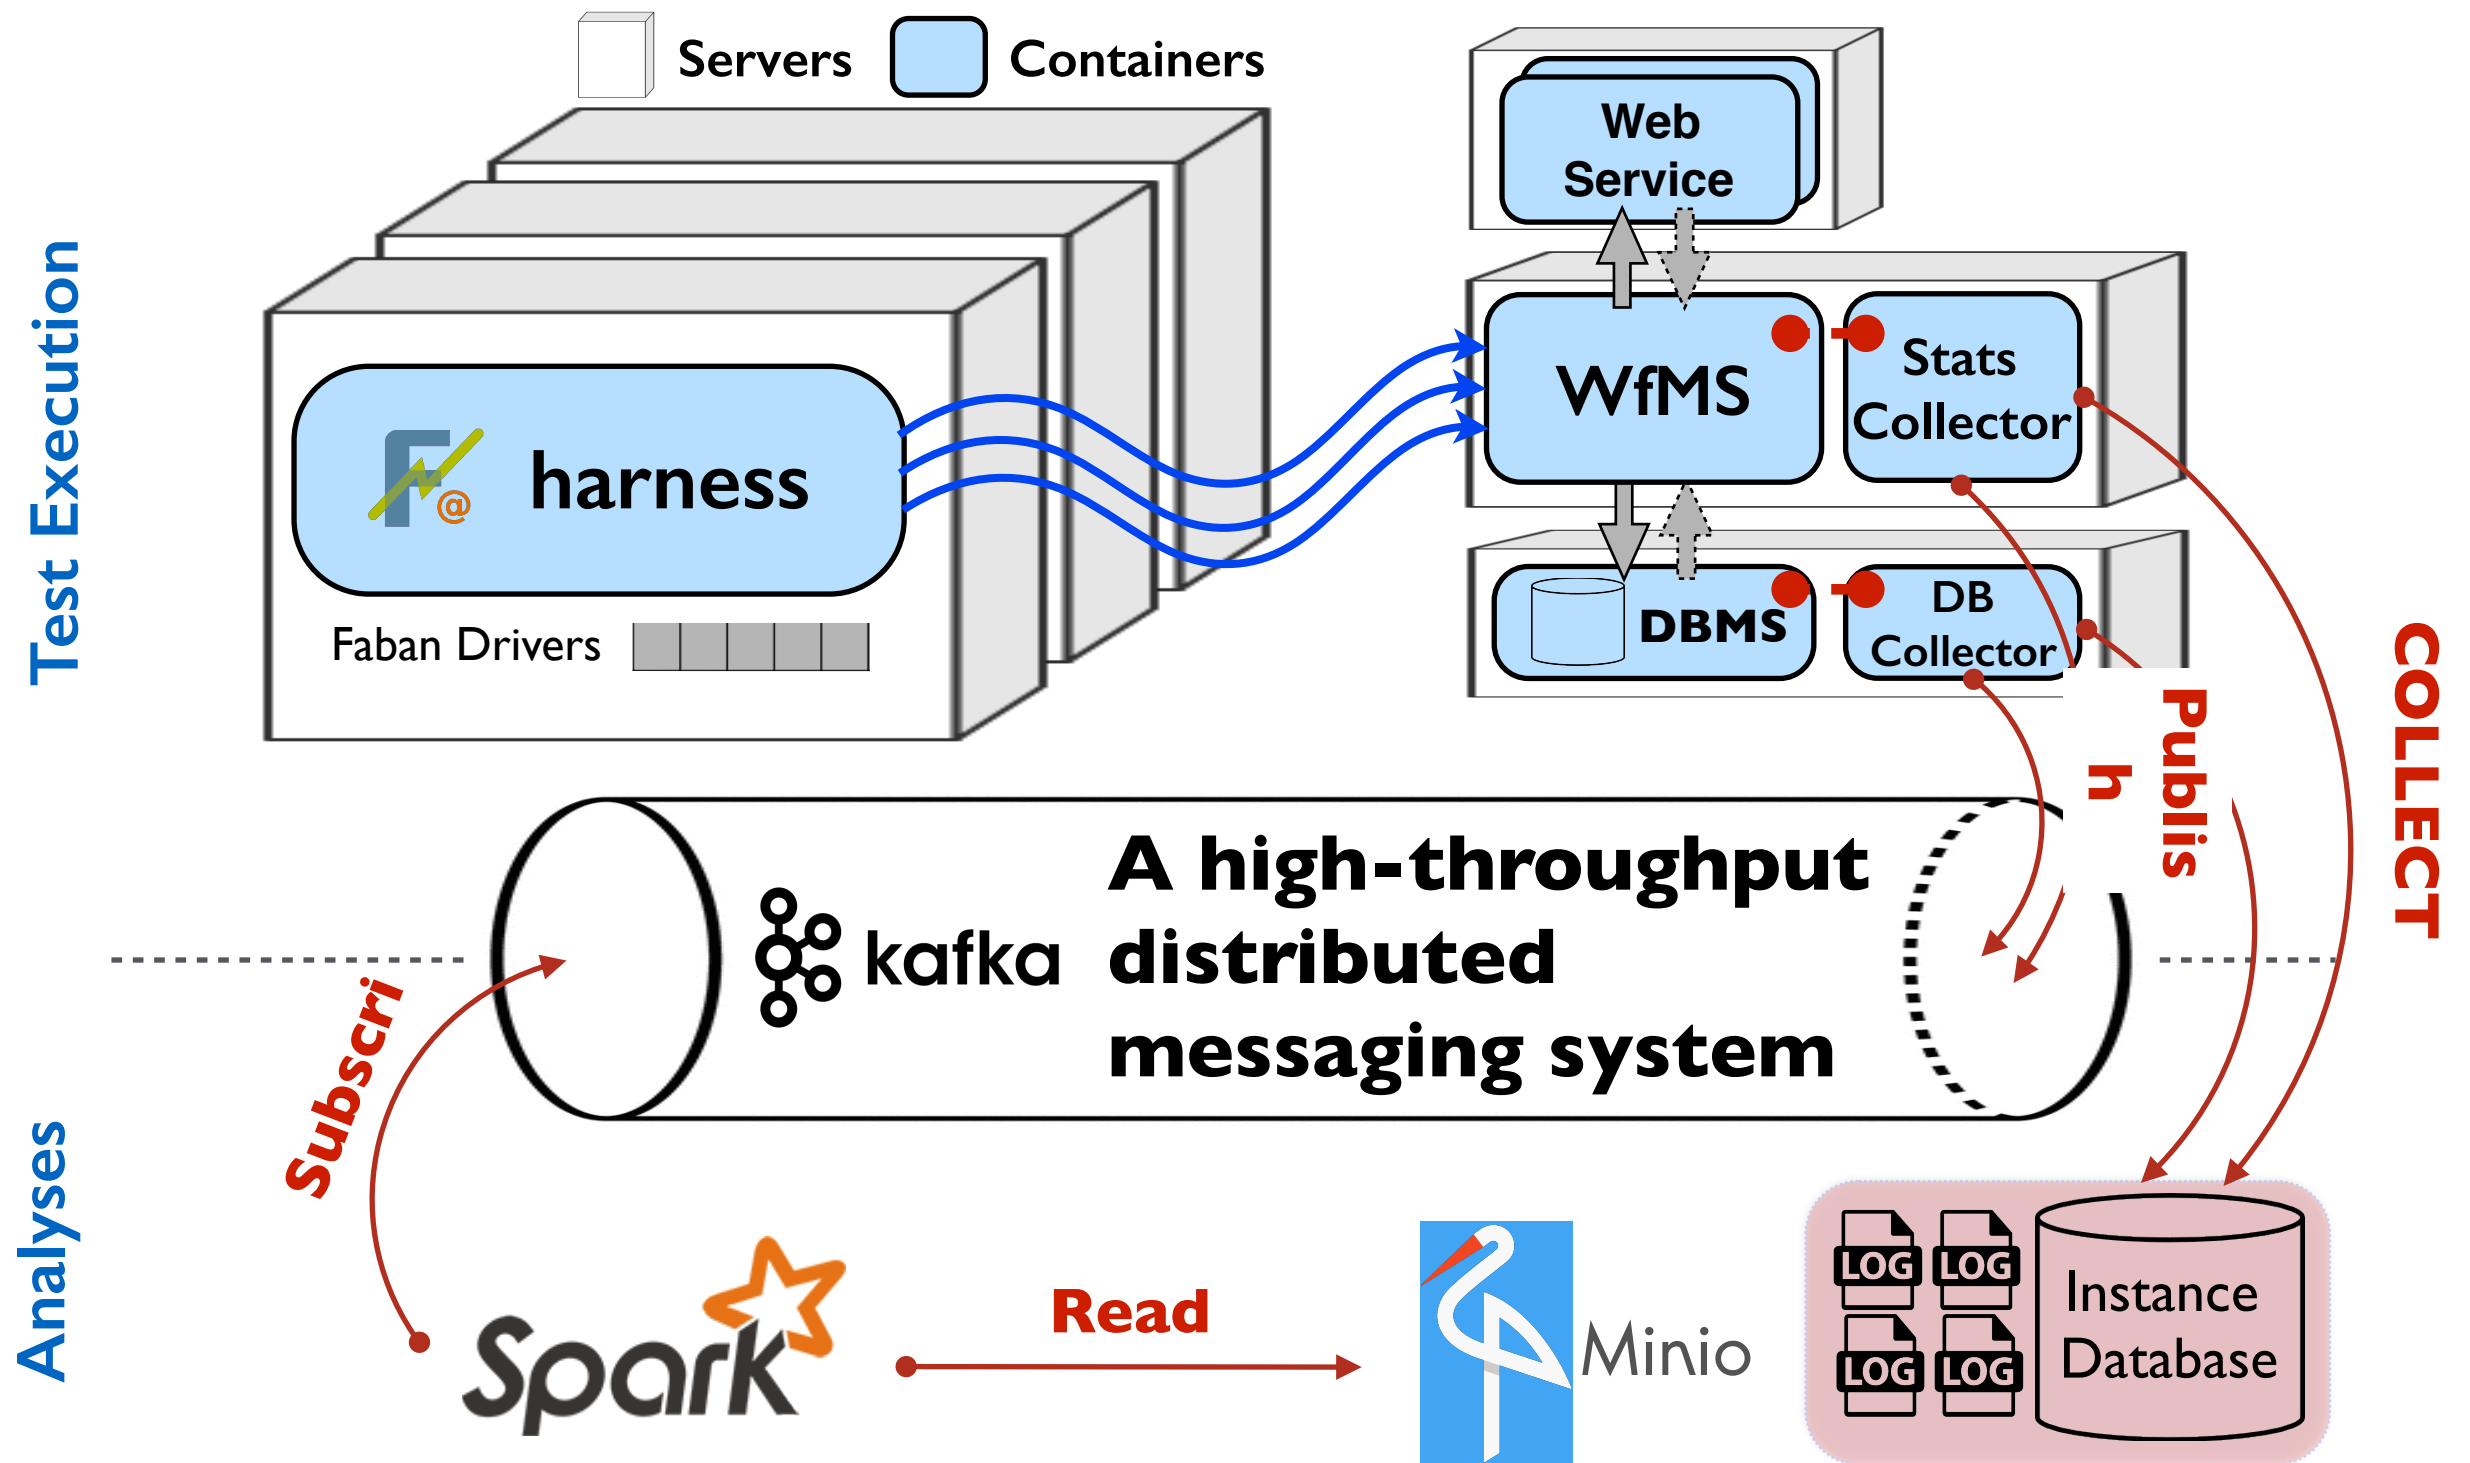 Servers
Containers
Web
Service
Test Execution
WfMS
Stats
Collector
F@
harness
Faban Drivers
DBMS
DB
Collector
COLLECT
Publis
h
A high-throughput
kafka
distributed
messaging system
Subscri
Analyses
Spark
Read
Minio
LOG
LOG
LOG
LOG
Instance
Database